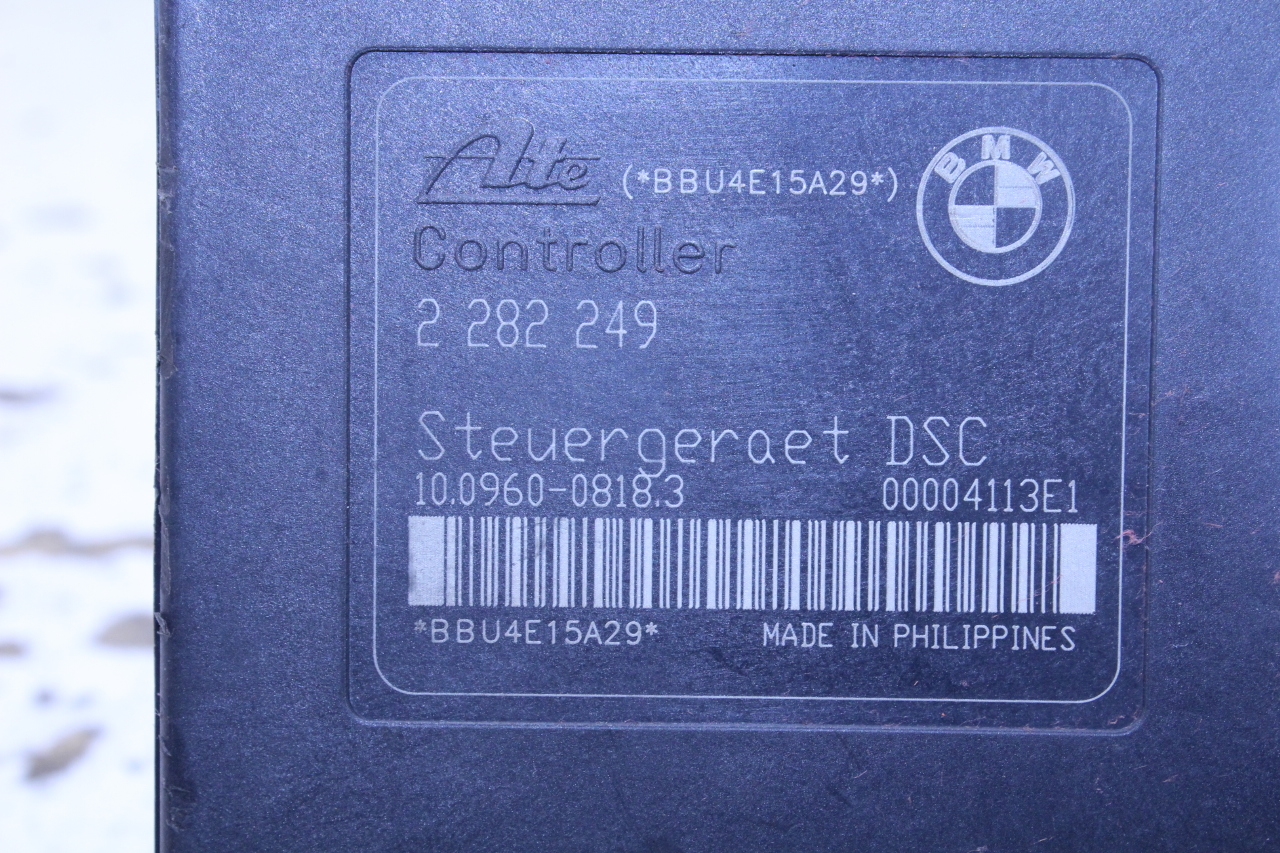 Ate (*BBU4E15A29*) BMW
Controller
2 282 249
Steuergeraet DSC
10.0960-0818.3 00004113E1
*BBU4E15A29* MADE IN PHILIPPINES